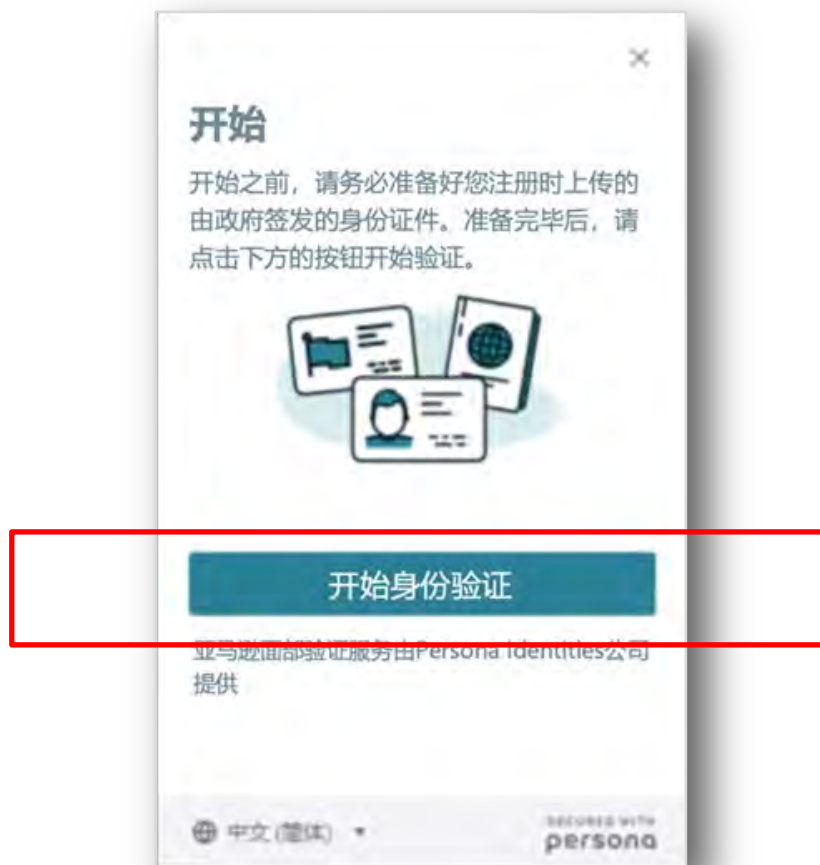 开始
开始之前，请务必准备好您注册时上传的
由政府签发的身份证件。准备完毕后，请
点击下方的按钮开始验证。
开始身份验证
亚马逊面部验证服务由Persona Identities公司
提供
中文 (简体)
SECURED WITH
persona